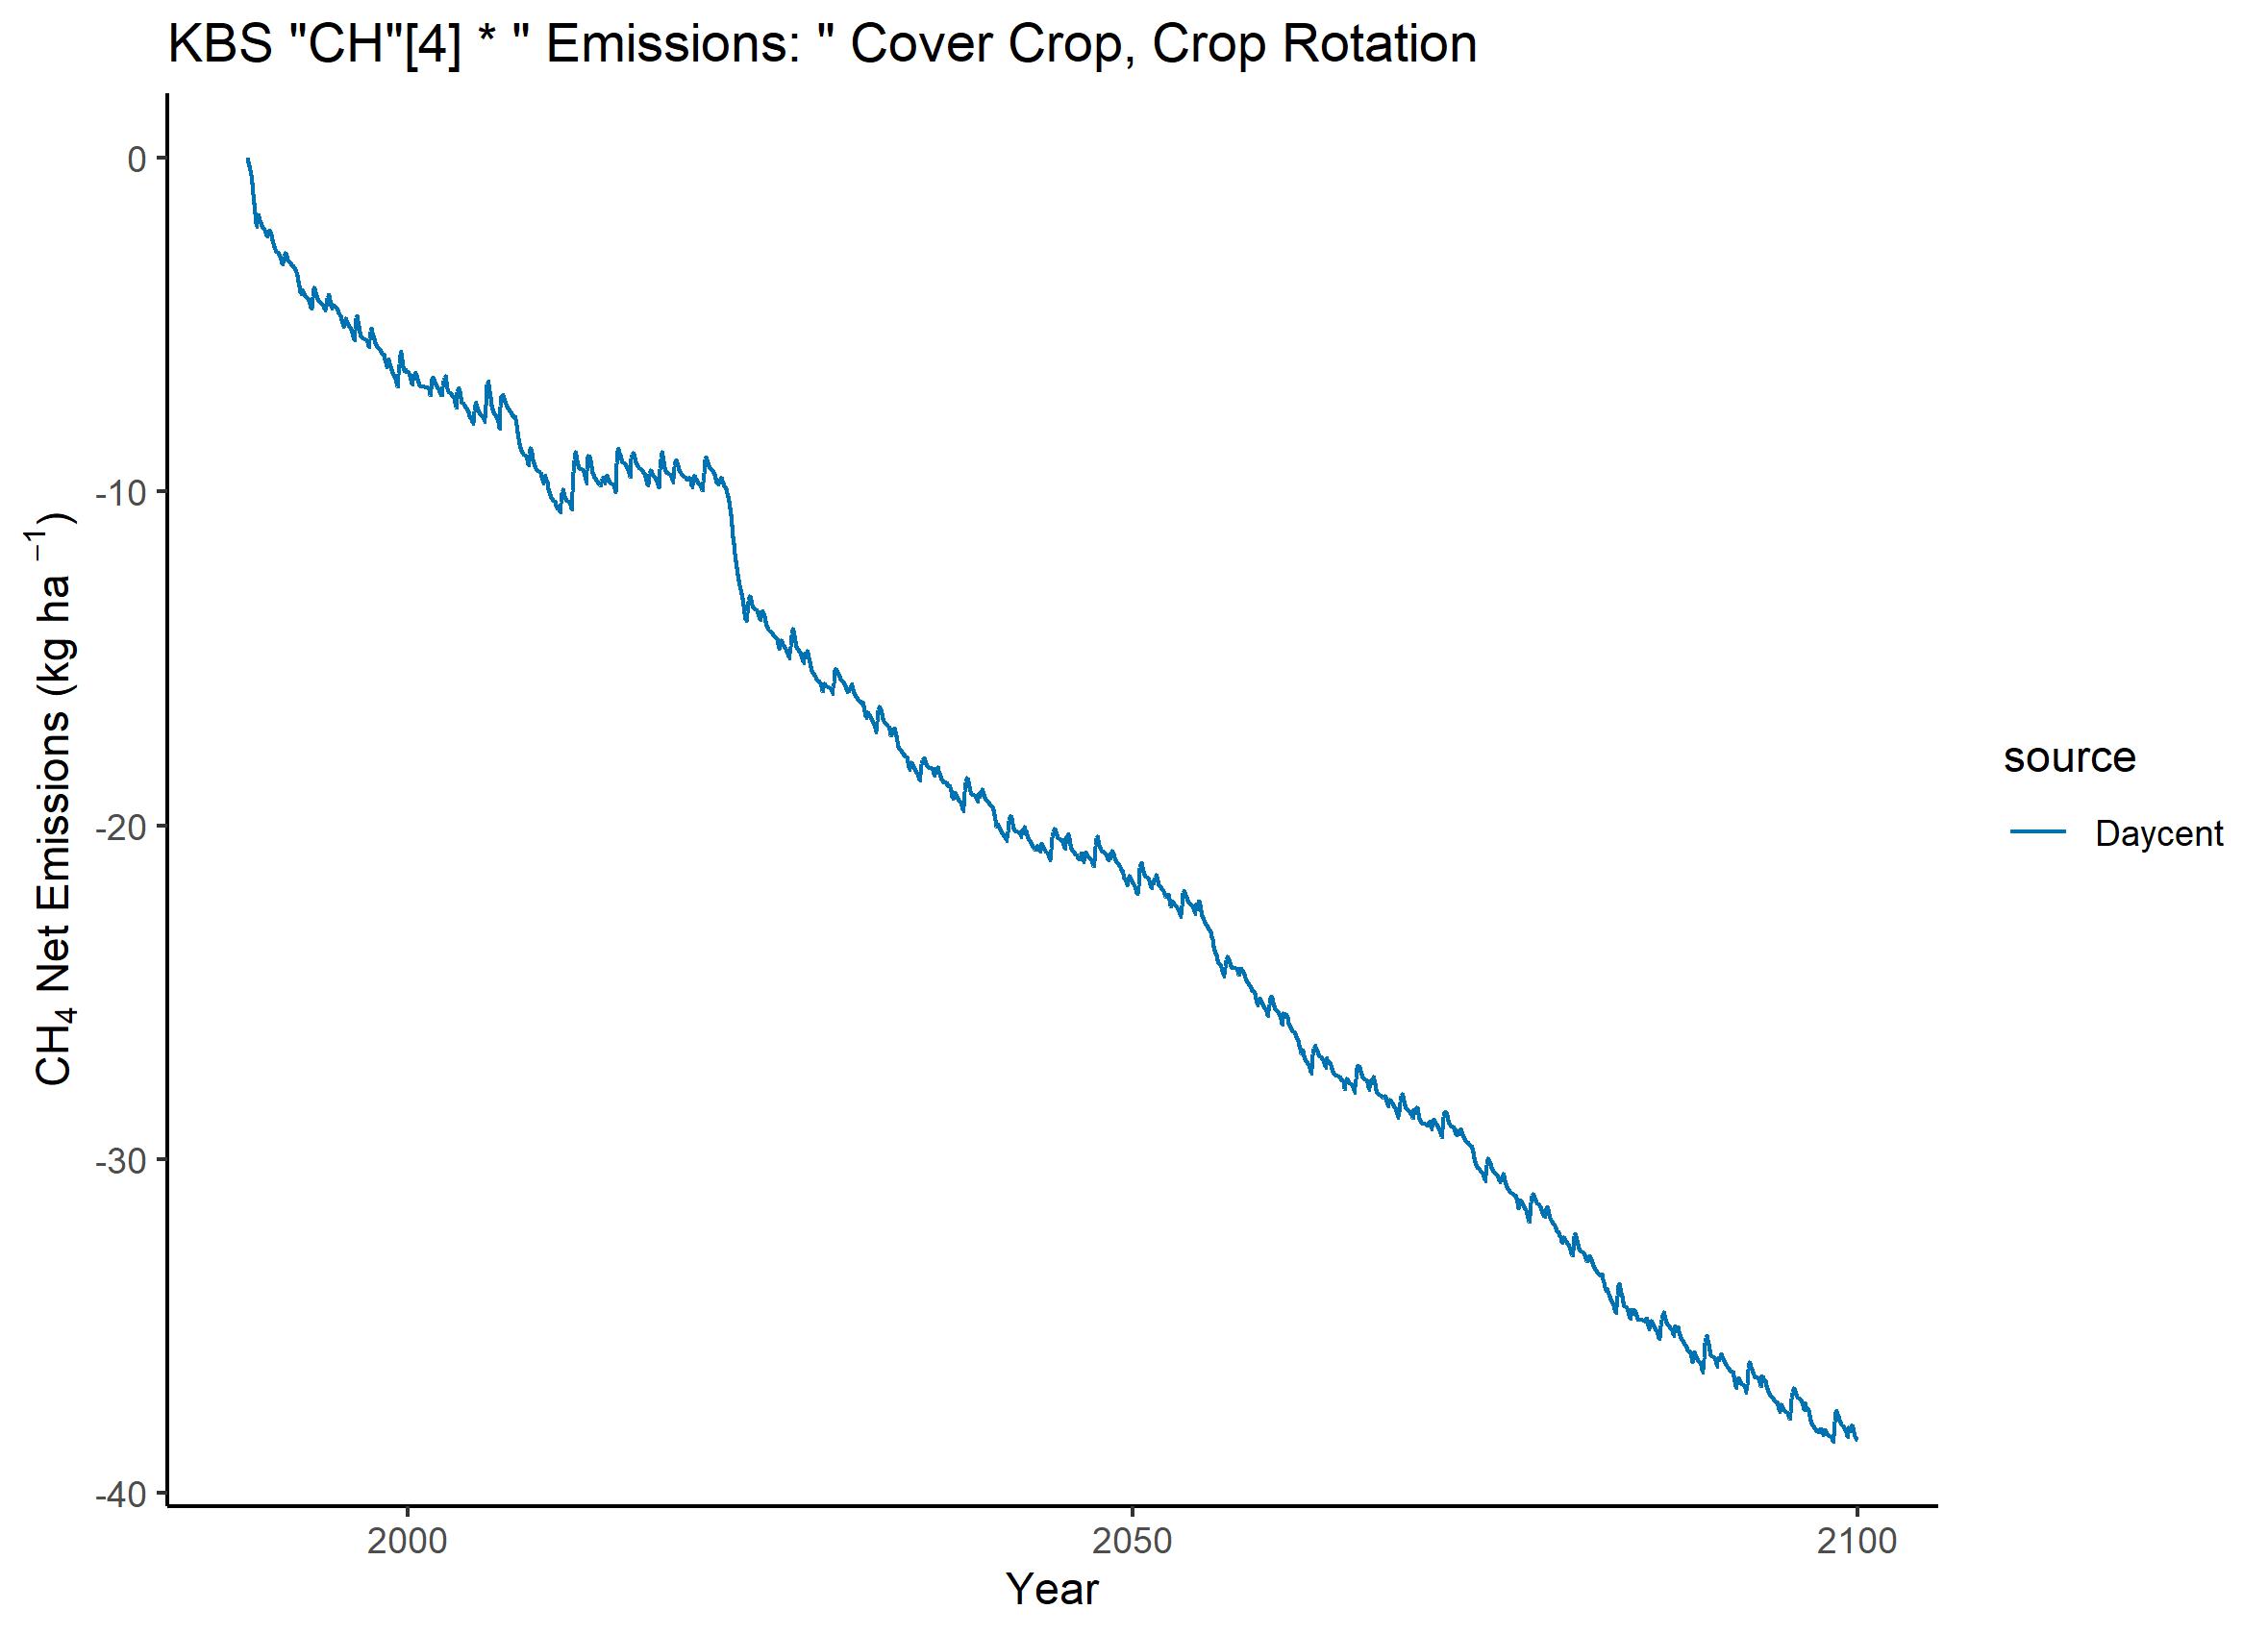 KBS "CH"[4] * " Emissions: " Cover Crop, Crop Rotation
CH₄ Net Emissions (kg ha ⁻¹)
0
-10
-20
-30
-40
2000
2050
2100
Year
source
Daycent